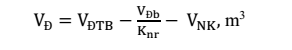 V_Đ = V_ĐTB − V_Đb/K_nr − V_NK, m³